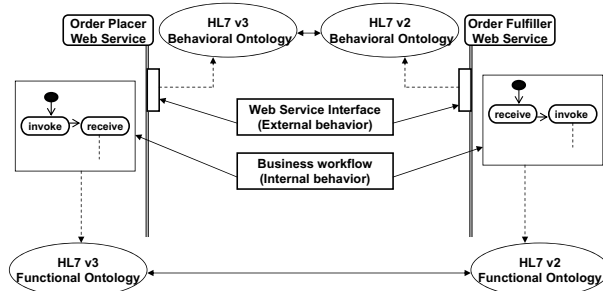 Order Placer
Web Service
HL7 v3
Behavioral Ontology
HL7 v2
Behavioral Ontology
Order Fulfiller
Web Service
invoke
receive
Web Service Interface
(External behavior)
receive
invoke
Business workflow
(Internal behavior)
HL7 v3
Functional Ontology
HL7 v2
Functional Ontology